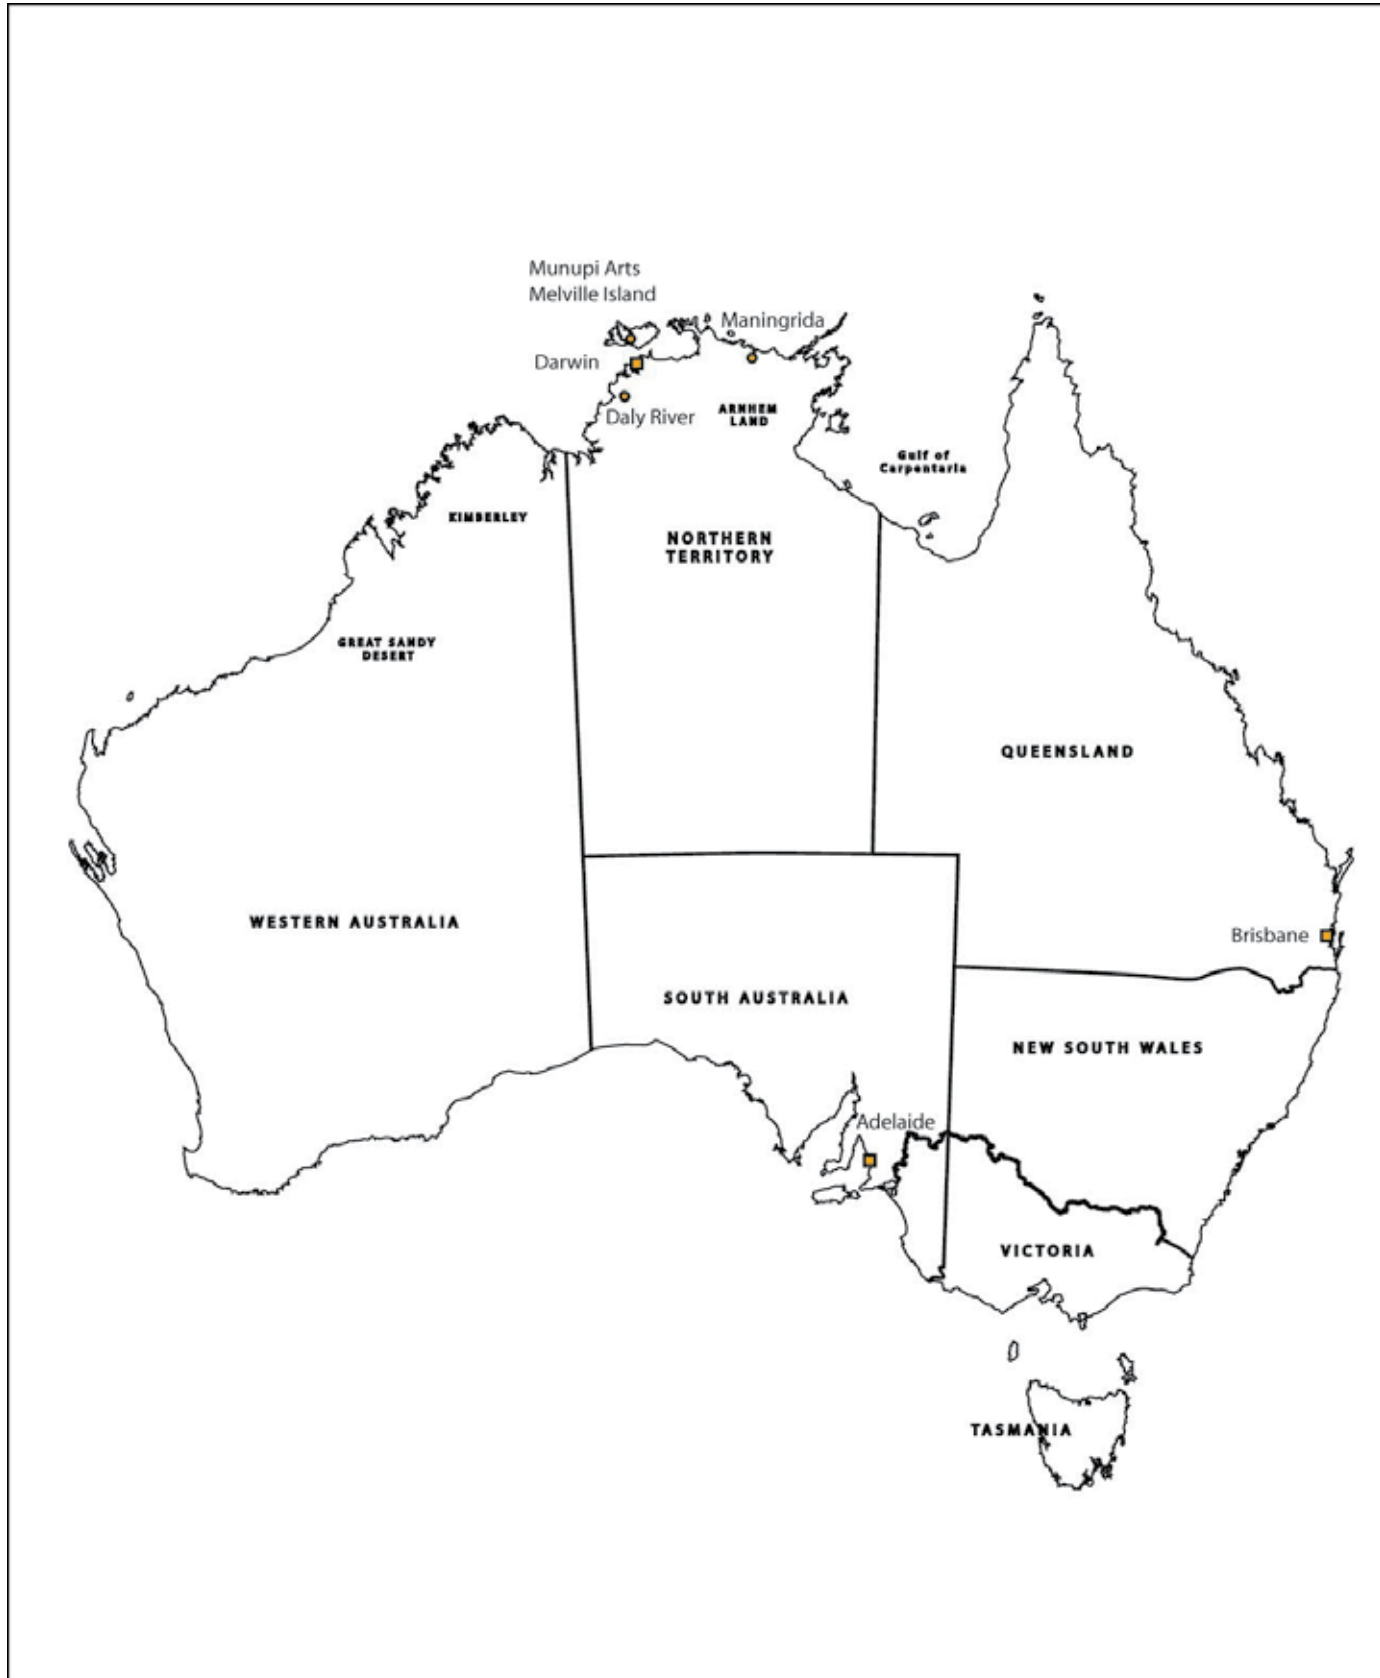 Munupi Arts
Melville Island
Maningrida
Darwin
Daly River
ARNHEM
LAND
Gulf of
Carpentaria
KIMBERLEY
NORTHERN
TERRITORY
GREAT SANDY
DESERT
QUEENSLAND
WESTERN AUSTRALIA
Brisbane
SOUTH AUSTRALIA
NEW SOUTH WALES
Adelaide
VICTORIA
TASMANIA